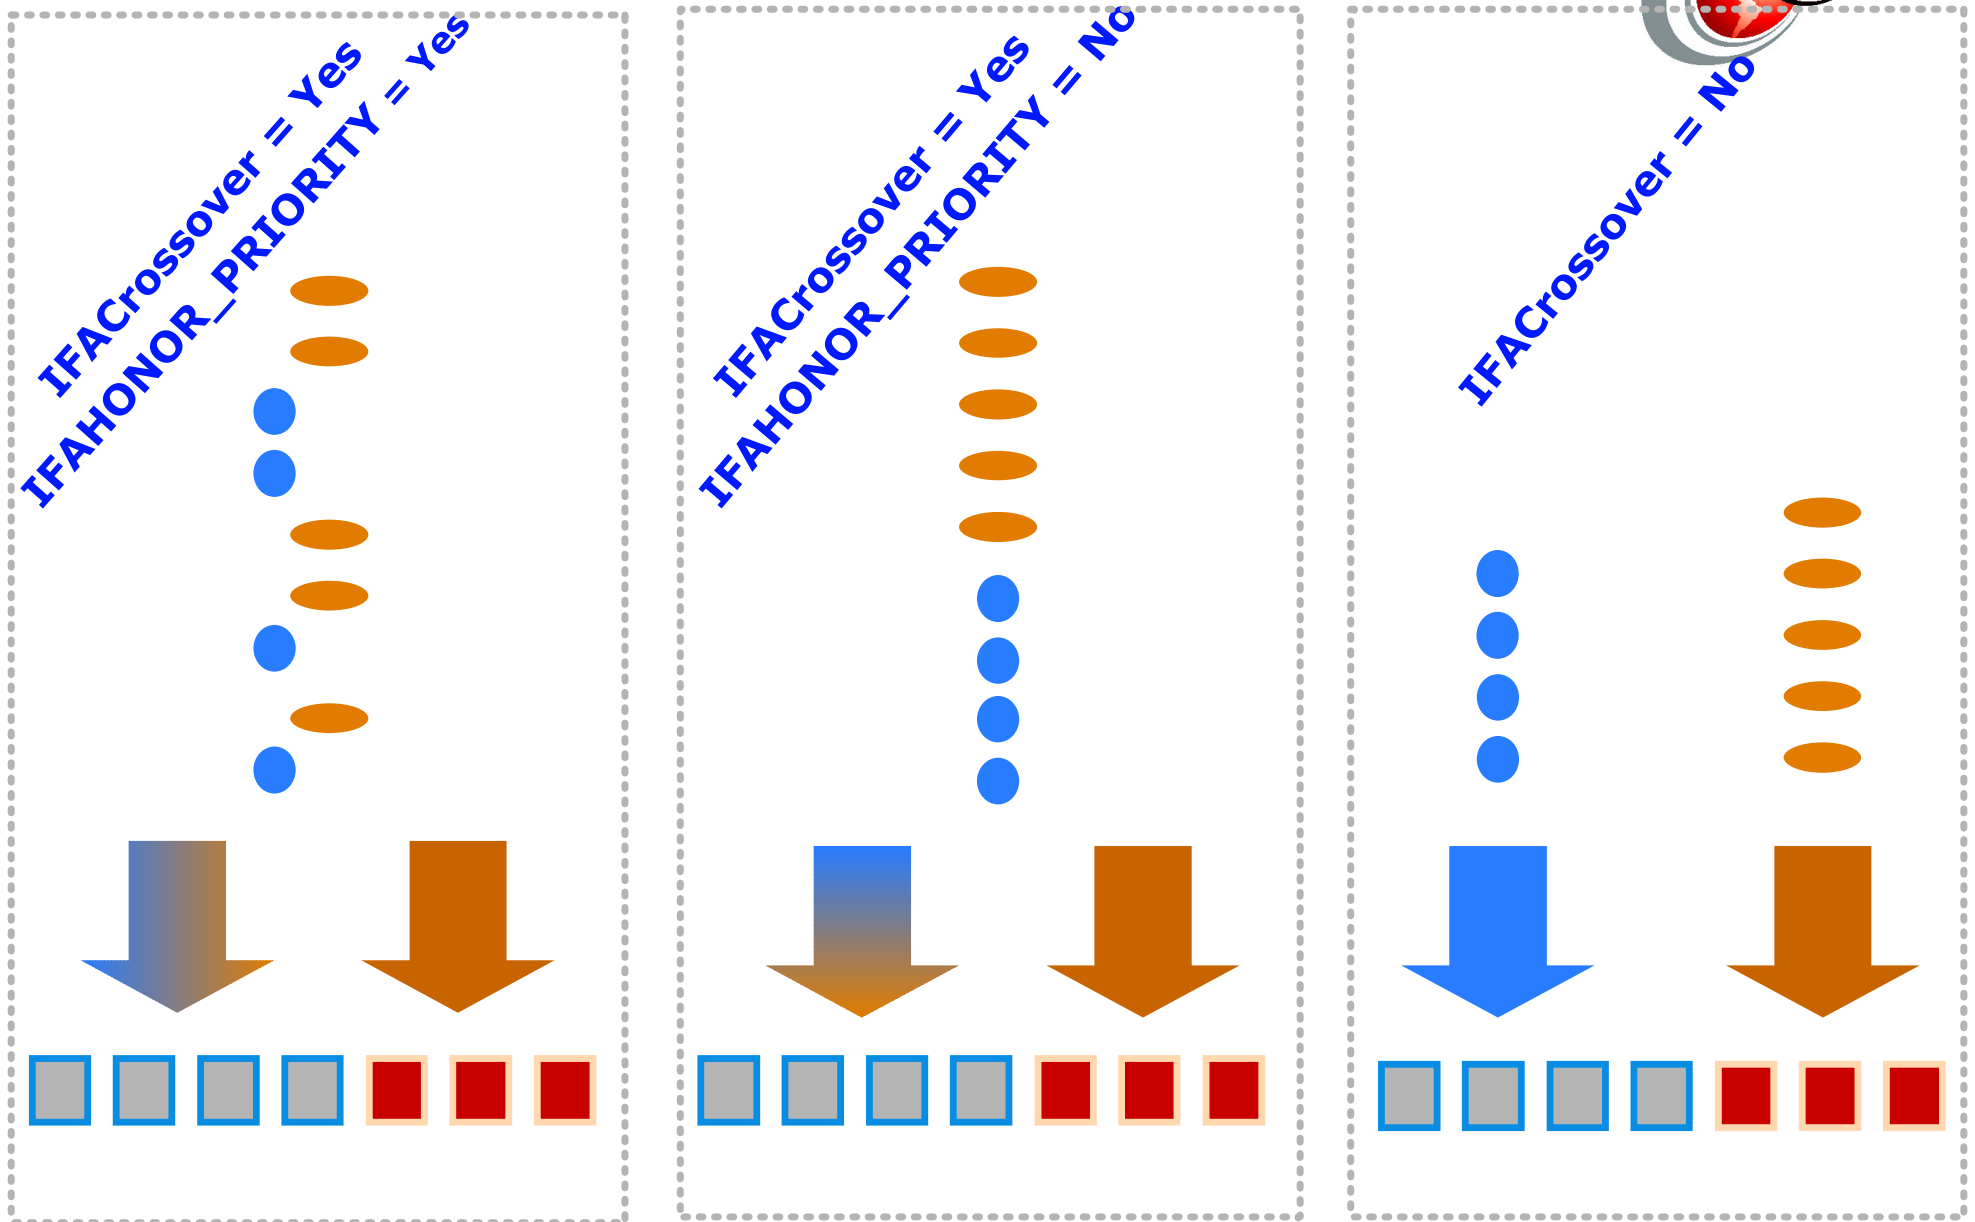 IFACrossover = Yes
IFAHONOR_PRIORITY = Yes
IFACrossover = Yes
IFAHONOR_PRIORITY = No
IFACrossover = No